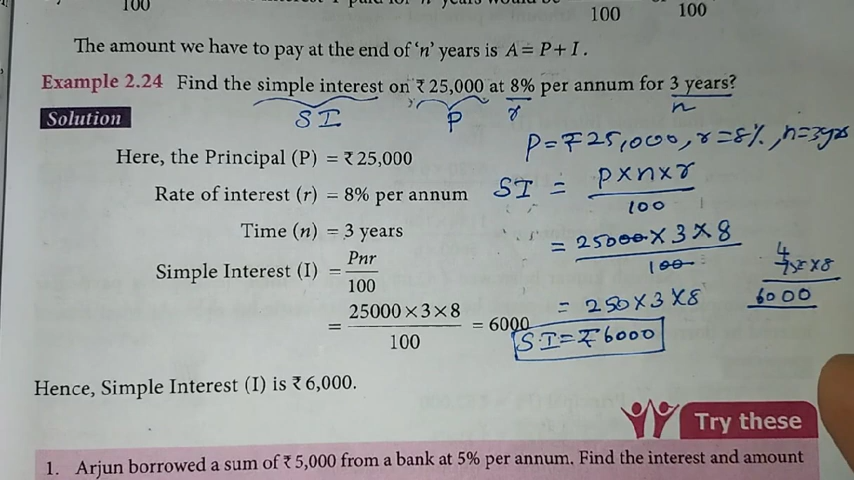 100
100
100
The amount we have to pay at the end of 'n' years is A = P + I.
Example 2.24 Find the simple interest on ₹ 25,000 at 8% per annum for 3 years?
SI P r n
Solution
P = ₹ 25,000, r = 8%, n = 3yrs
Here, the Principal (P) = ₹ 25,000
Rate of interest (r) = 8% per annum
SI = P×n×r
100
Time (n) = 3 years
= 25000 × 3 × 8
100
Simple Interest (I) = Pnr
100
4
×8
6000
= 250 × 3 × 8
= 25000 × 3 × 8
100
= 6000
S.I = ₹ 6000
Hence, Simple Interest (I) is ₹ 6,000.
Try these
1. Arjun borrowed a sum of ₹ 5,000 from a bank at 5% per annum. Find the interest and amount